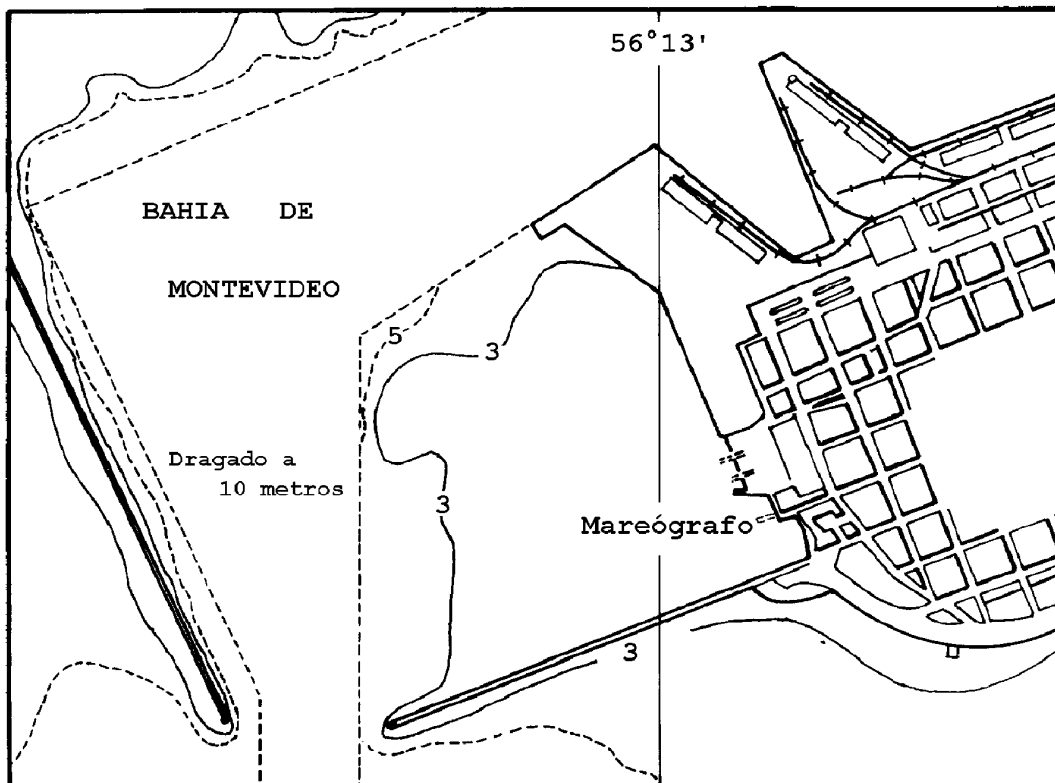 56°13'
BAHIA DE
MONTEVIDEO
5
3
Dragado a
10 metros
3
Mareógrafo
3